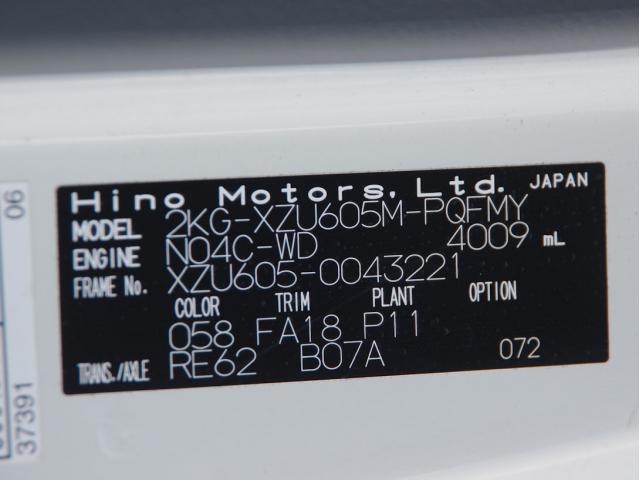 Hino Motors, Ltd. JAPAN
MODEL 2KG-XZU605M-PQFMY
ENGINE N04C-WD 4009 mL
FRAME No. XZU605-0043221
COLOR TRIM PLANT OPTION
058 FA18 P11
TRANS./AXLE RE62 B07A 072
06
37391